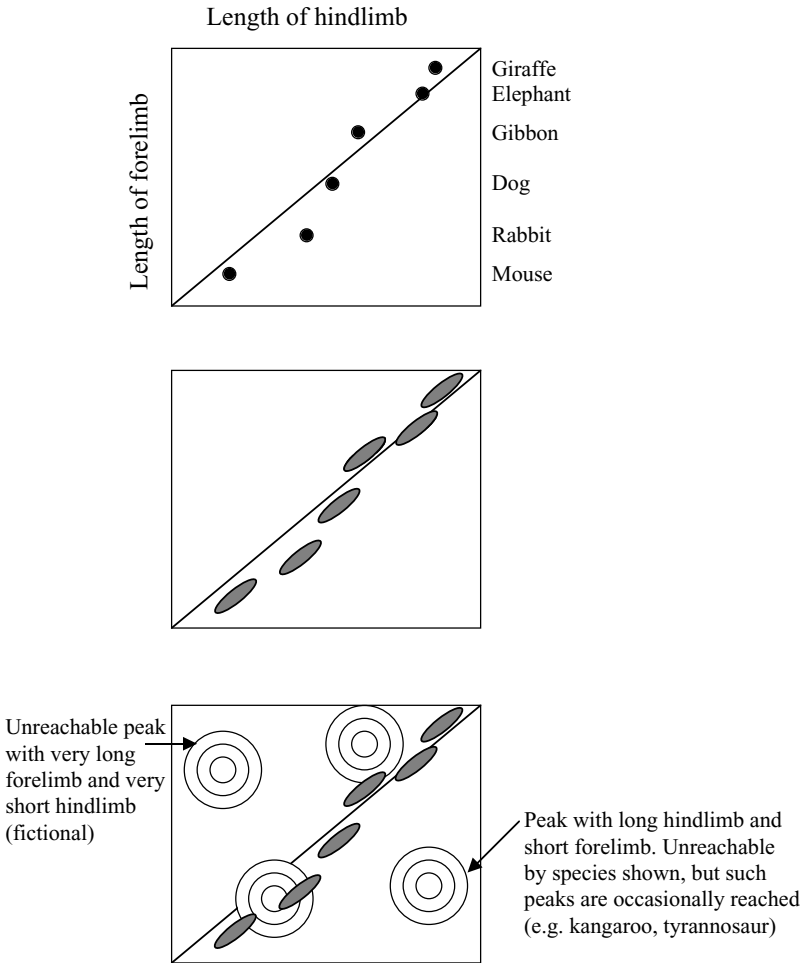 Length of hindlimb
Length of forelimb
Giraffe
Elephant
Gibbon
Dog
Rabbit
Mouse
Unreachable peak
with very long
forelimb and very
short hindlimb
(fictional)
Peak with long hindlimb and
short forelimb. Unreachable
by species shown, but such
peaks are occasionally reached
(e.g. kangaroo, tyrannosaur)